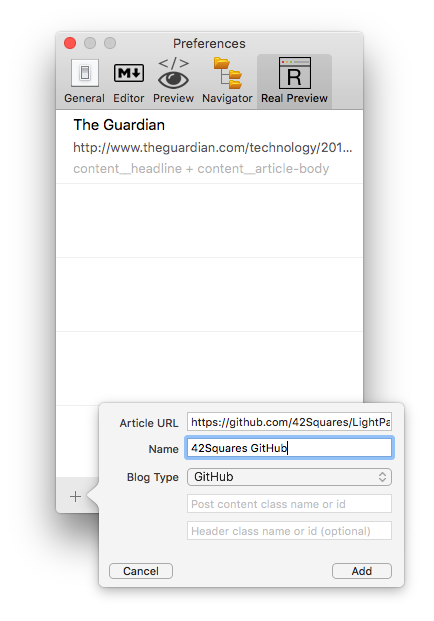 Preferences
M↓
</>
R
General
Editor
Preview
Navigator
Real Preview
The Guardian
http://www.theguardian.com/technology/201...
content__headline + content__article-body
Article URL
https://github.com/42Squares/LightPa
Name
42Squares GitHub
Blog Type
GitHub
Post content class name or id
Header class name or id (optional)
+
Cancel
Add